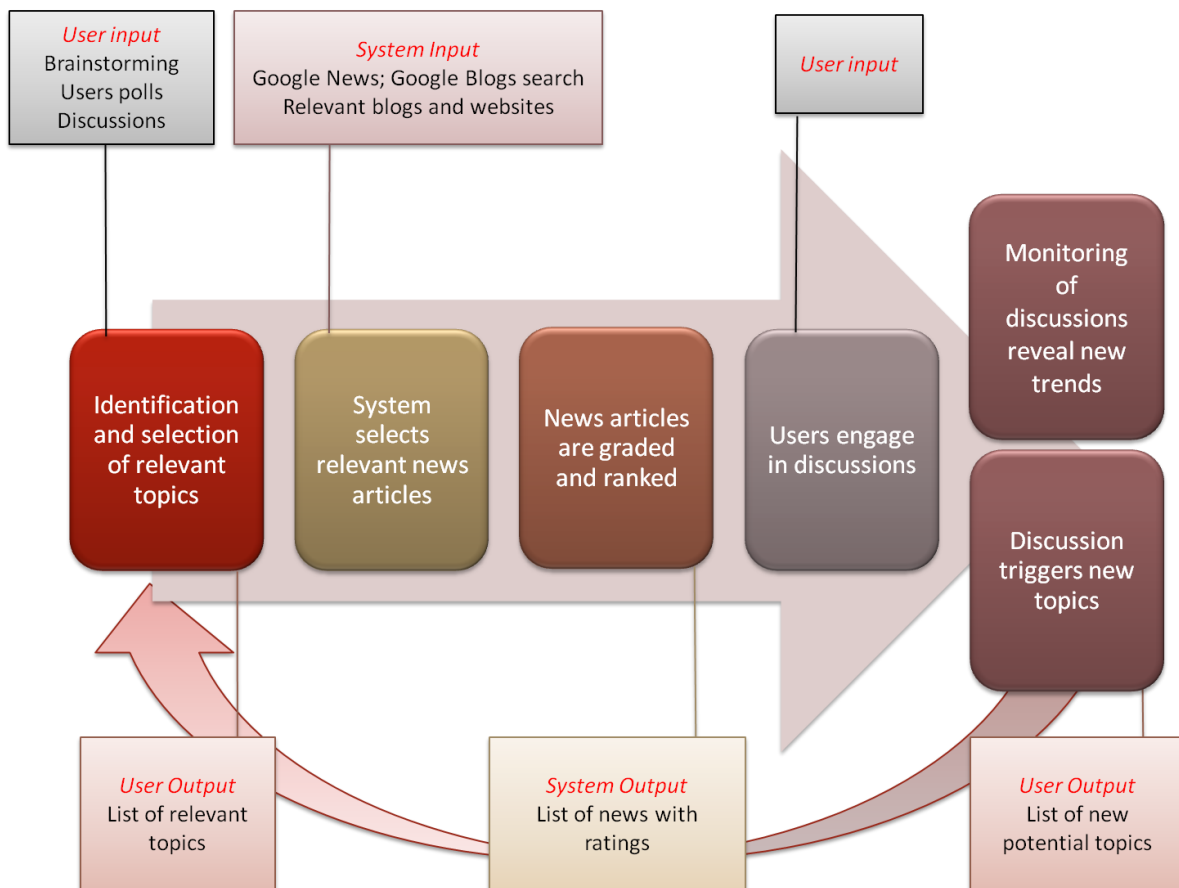 User input
Brainstorming
Users polls
Discussions
System Input
Google News; Google Blogs search
Relevant blogs and websites
User input
Identification
and selection
of relevant
topics
System
selects
relevant news
articles
News articles
are graded
and ranked
Users engage
in discussions
Monitoring
of
discussions
reveal new
trends
Discussion
triggers new
topics
User Output
List of relevant
topics
System Output
List of news with
ratings
User Output
List of new
potential topics